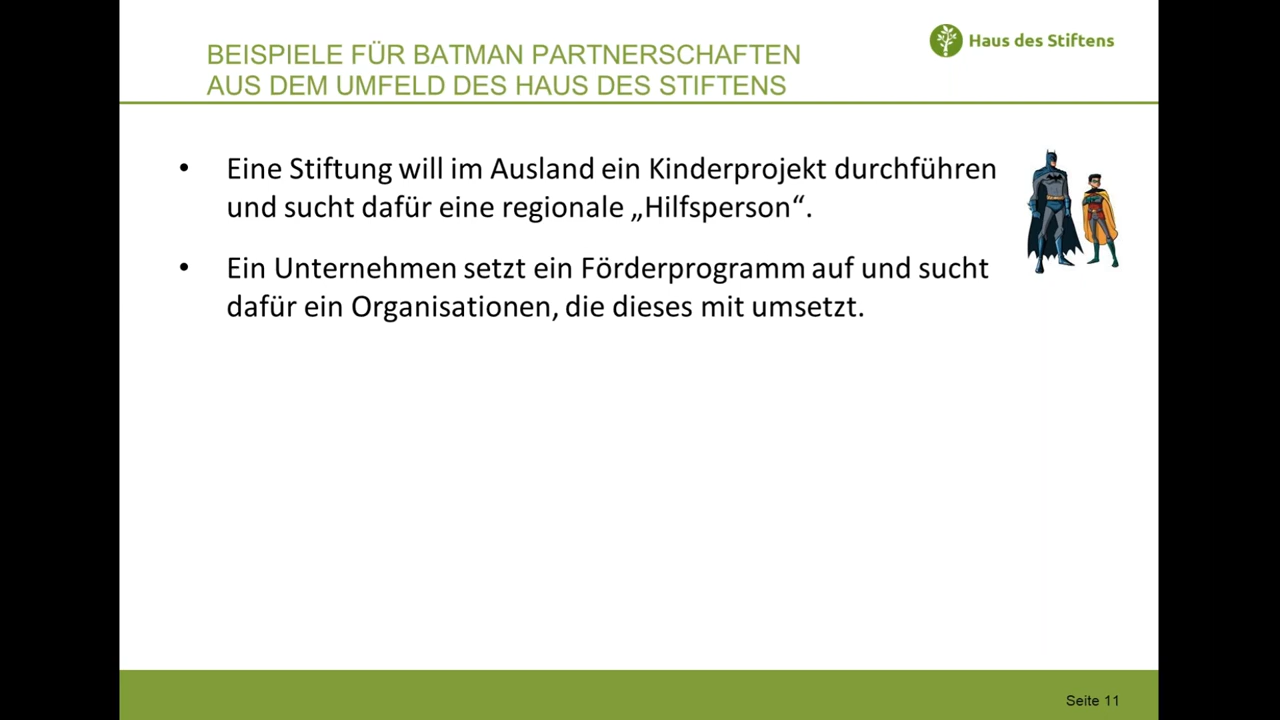 BEISPIELE FÜR BATMAN PARTNERSCHAFTEN
AUS DEM UMFELD DES HAUS DES STIFTENS
Haus des Stiftens
• Eine Stiftung will im Ausland ein Kinderprojekt durchführen
und sucht dafür eine regionale „Hilfsperson“.
• Ein Unternehmen setzt ein Förderprogramm auf und sucht
dafür ein Organisationen, die dieses mit umsetzt.
Seite 11